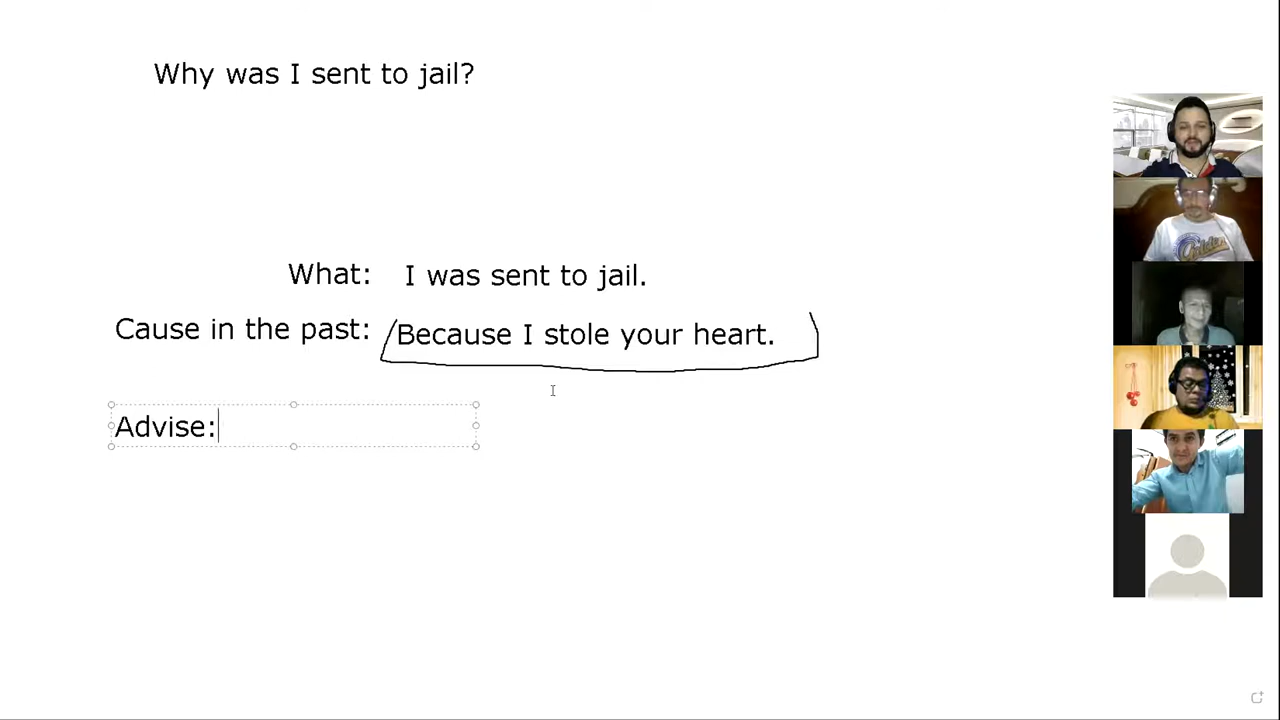 Why was I sent to jail?
What: I was sent to jail.
Cause in the past: Because I stole your heart.
Advise: